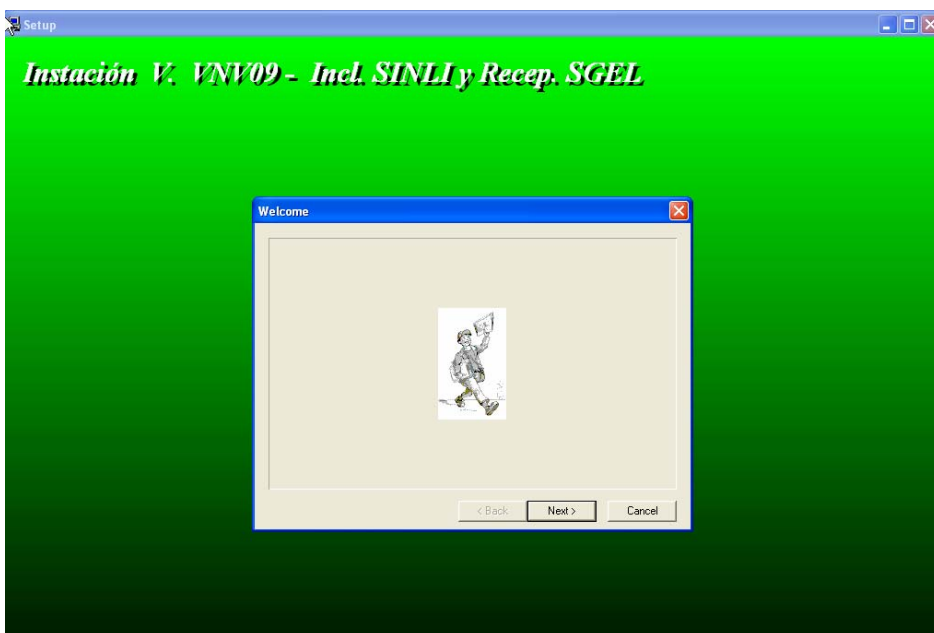 Setup
Instación V. VNV09 - Incl. SINLI y Recep. SGEL
Welcome
< Back
Next >
Cancel